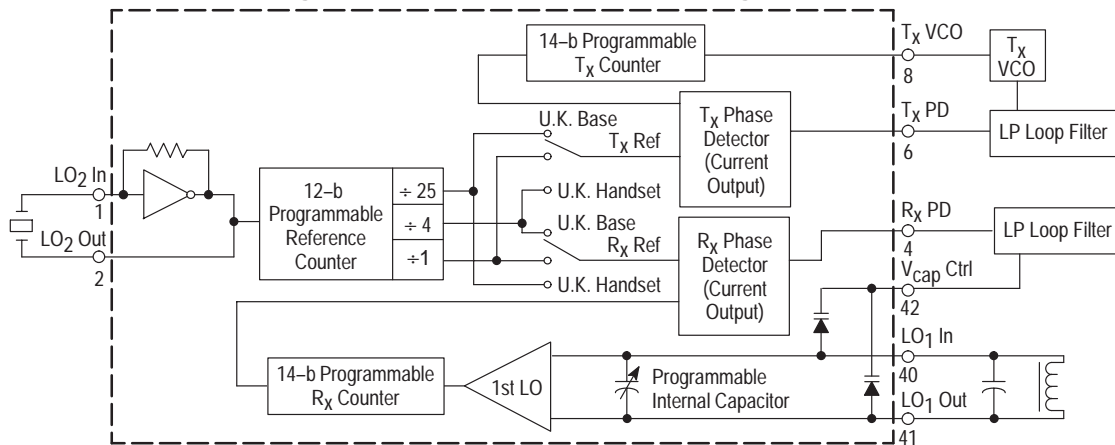 14–b Programmable
Tx Counter
Tx VCO
8
Tx
VCO
U.K. Base
Tx Ref
Tx Phase
Detector
(Current
Output)
Tx PD
6
LP Loop Filter
LO2 In
1
LO2 Out
2
12–b
Programmable
Reference
Counter
÷ 25
÷ 4
÷1
U.K. Handset
U.K. Base
Rx Ref
U.K. Handset
Rx Phase
Detector
(Current
Output)
Rx PD
4
LP Loop Filter
Vcap Ctrl
42
14–b Programmable
Rx Counter
1st LO
Programmable
Internal Capacitor
LO1 In
40
LO1 Out
41